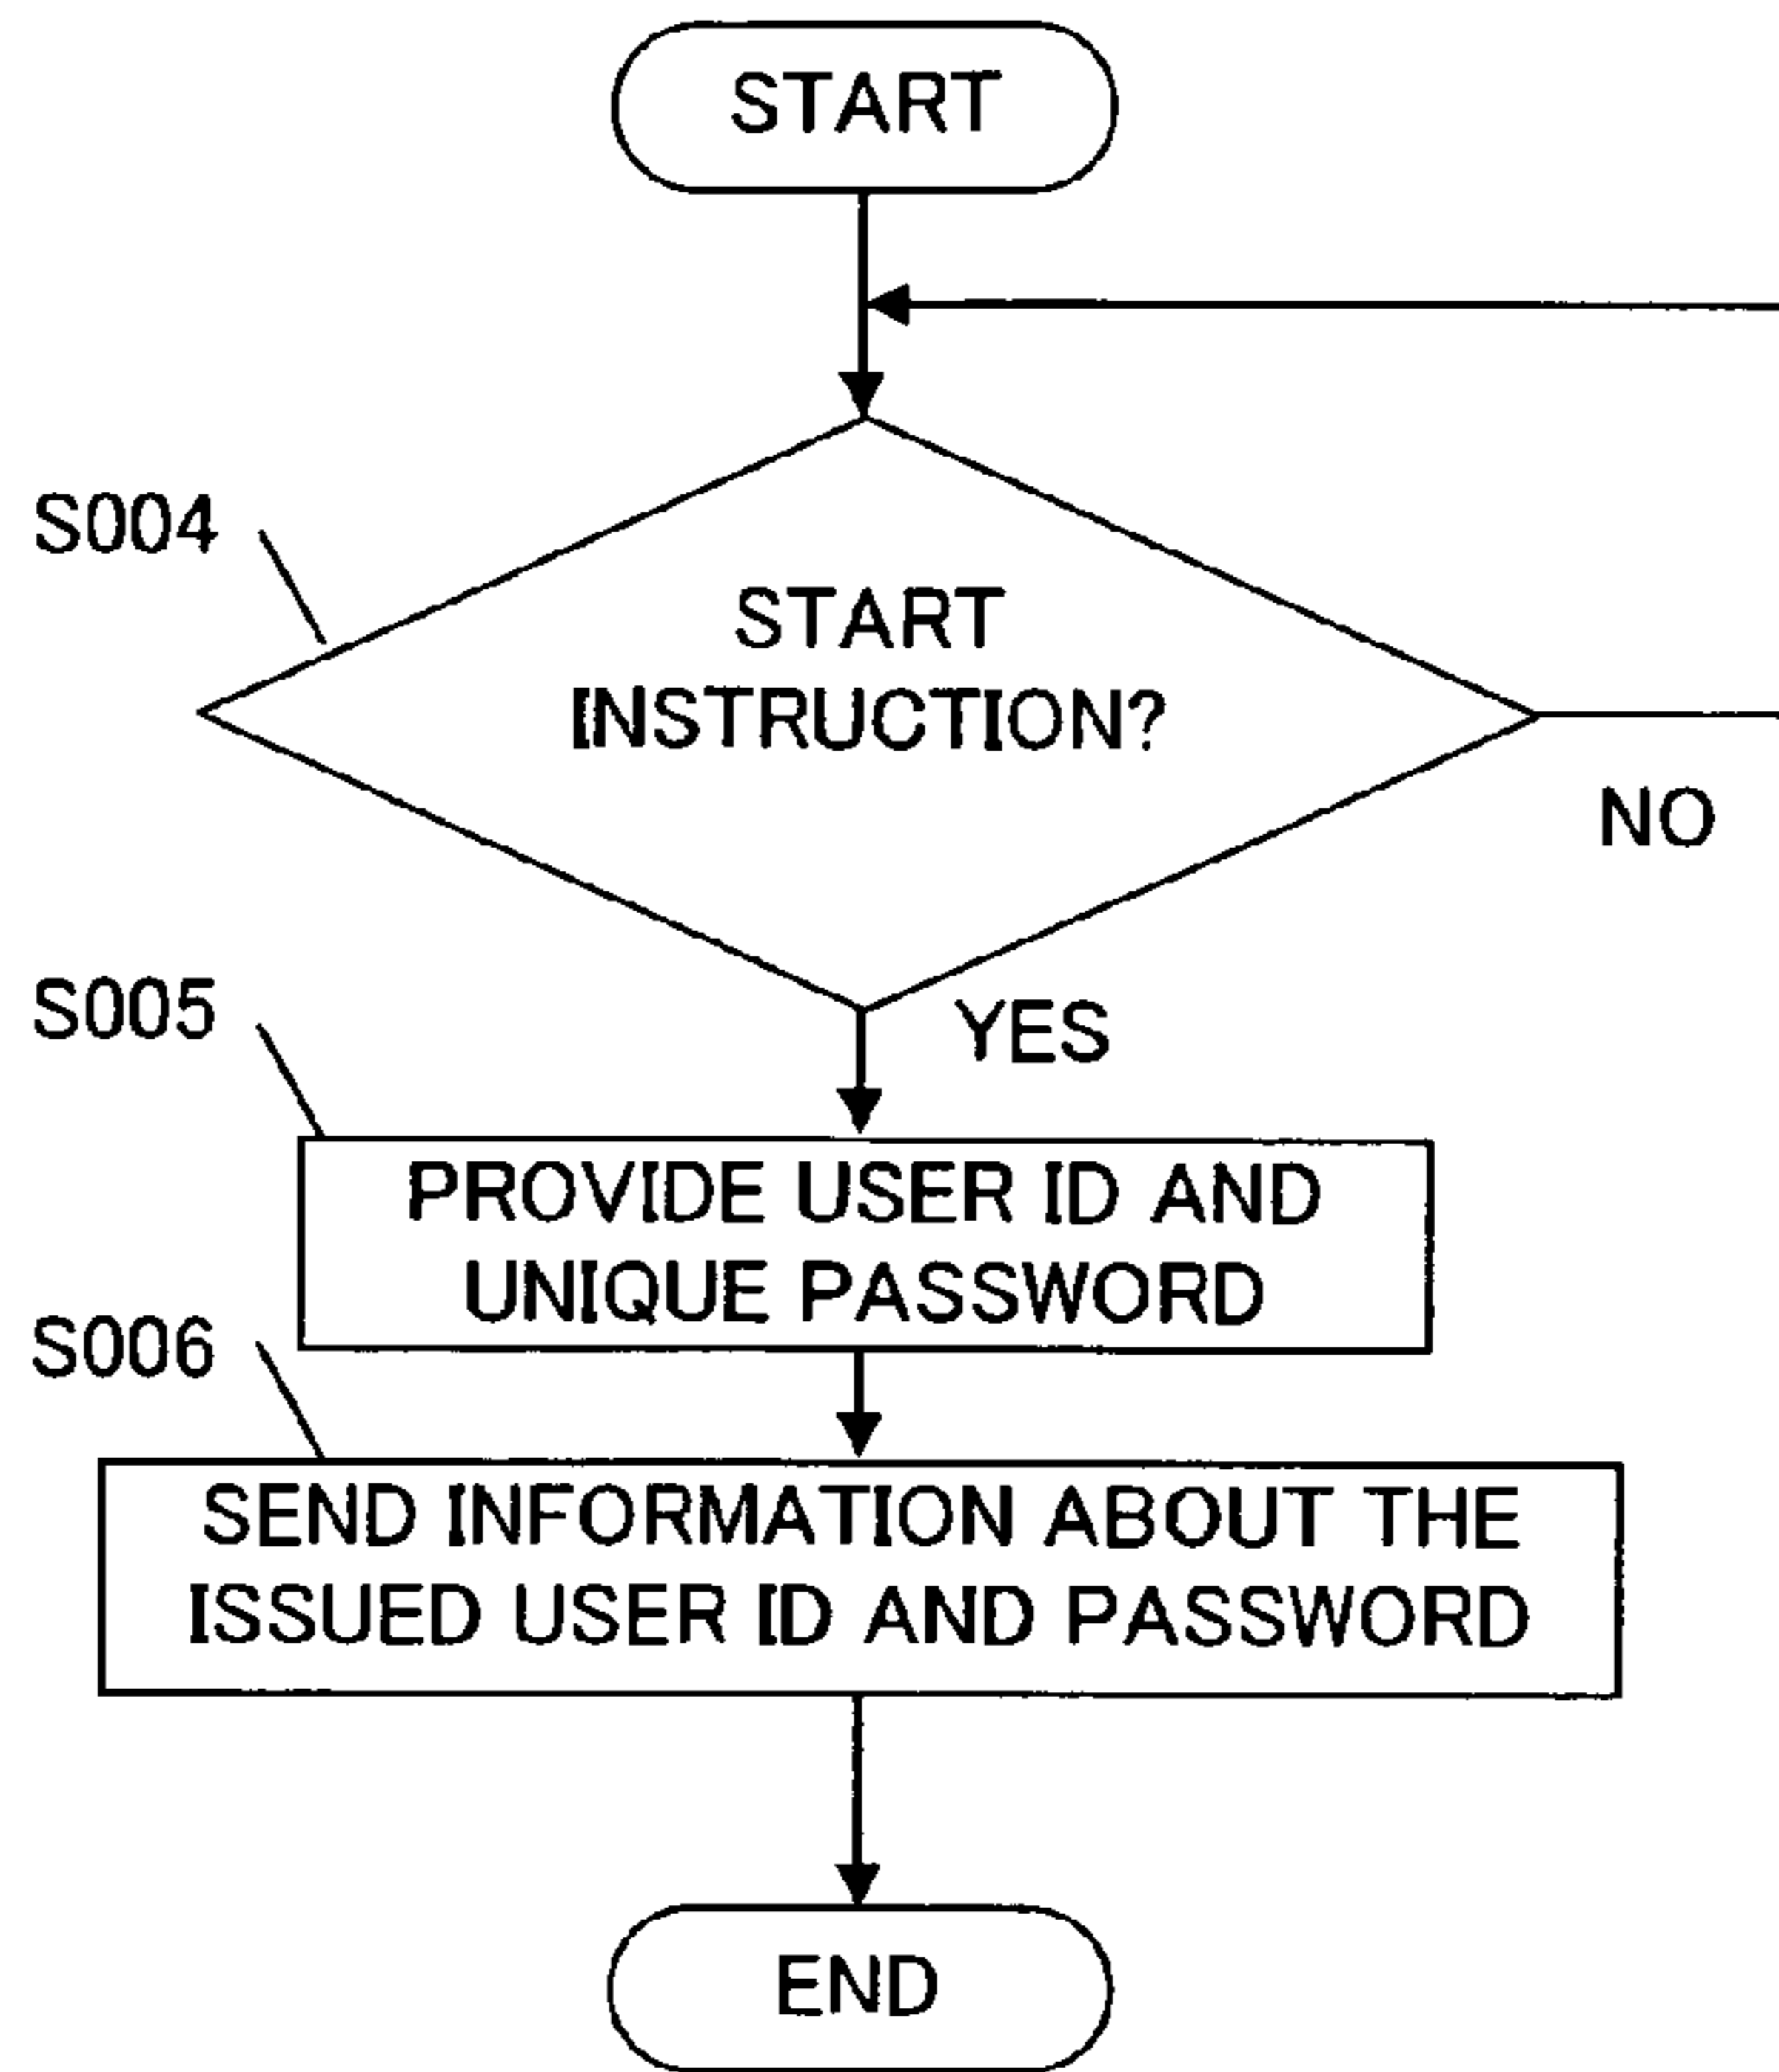 START
S004
START
INSTRUCTION?
NO
S005
YES
PROVIDE USER ID AND
UNIQUE PASSWORD
S006
SEND INFORMATION ABOUT THE
ISSUED USER ID AND PASSWORD
END